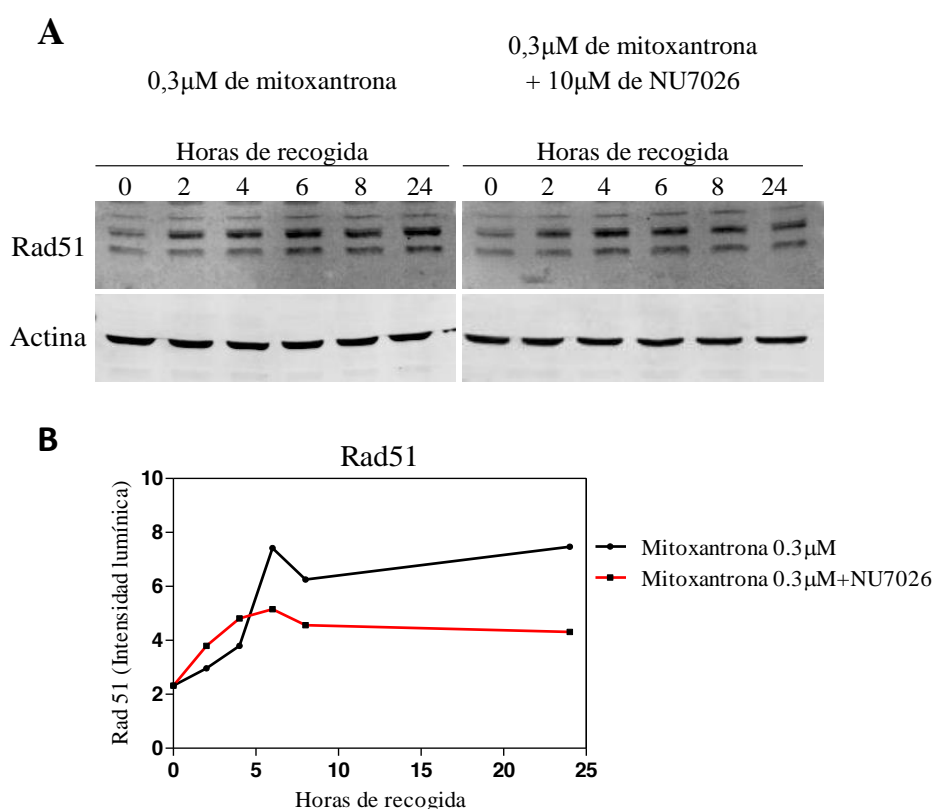 A
0,3μM de mitoxantrona
0,3μM de mitoxantrona
+ 10μM de NU7026
Horas de recogida
Horas de recogida
0 2 4 6 8 24
0 2 4 6 8 24
Rad51
Actina
B
Rad51
Rad 51 (Intensidad lumínica)
10
8
6
4
2
0
0 5 10 15 20 25
Horas de recogida
Mitoxantrona 0.3μM
Mitoxantrona 0.3μM+NU7026